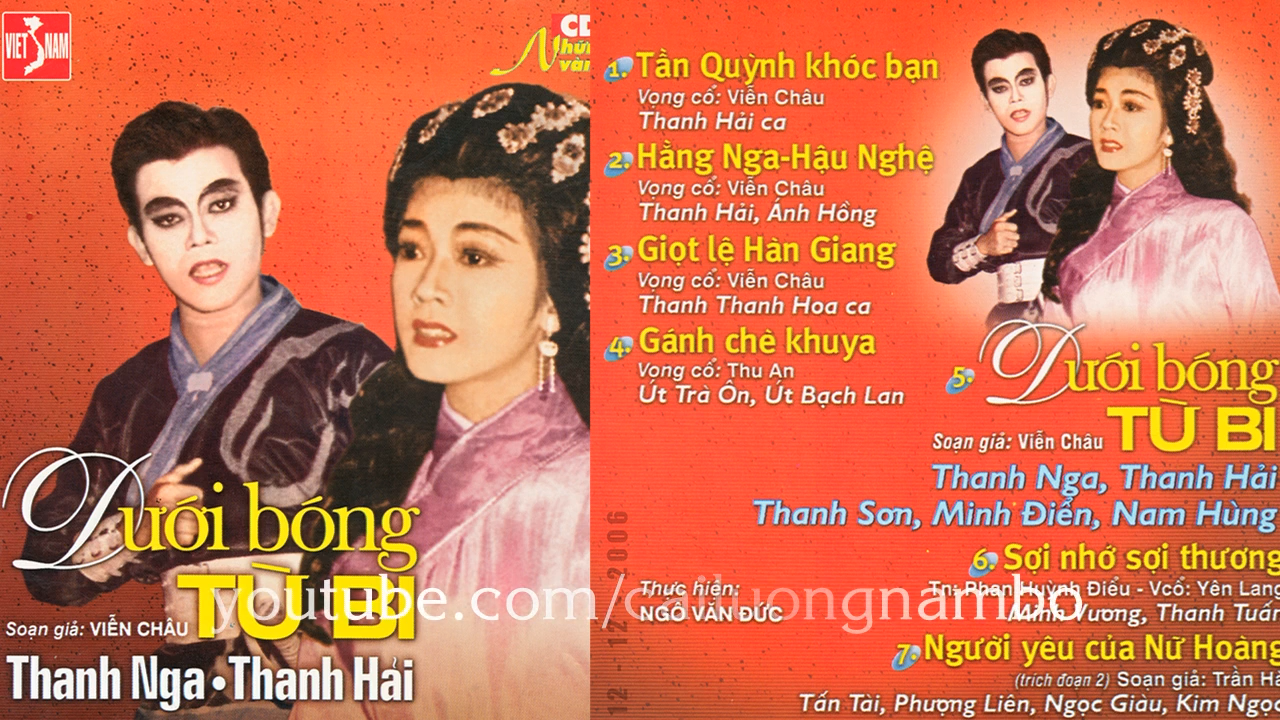 VIET NAM
CD
Những
vàn
Dưới bóng
TỪ BI
Soạn giả: VIỄN CHÂU
Thanh Nga • Thanh Hải
1. Tần Quỳnh khóc bạn
Vọng cổ: Viễn Châu
Thanh Hải ca
2. Hằng Nga-Hậu Nghệ
Vọng cổ: Viễn Châu
Thanh Hải, Ánh Hồng
3. Giọt lệ Hàn Giang
Vọng cổ: Viễn Châu
Thanh Thanh Hoa ca
4. Gánh chè khuya
Vọng cổ: Thu An
Út Trà Ôn, Út Bạch Lan
5. Dưới bóng
TỪ BI
Soạn giả: Viễn Châu
Thanh Nga, Thanh Hải
Thanh Sơn, Minh Điển, Nam Hùng
6. Sợi nhớ sợi thương
Tn: Phan Huỳnh Điểu - Vcổ: Yên Lang
Minh Vương, Thanh Tuấn
7. Người yêu của Nữ Hoàng
(trích đoạn 2) Soạn giả: Trần Hà
Tấn Tài, Phượng Liên, Ngọc Giàu, Kim Ngọc
Thực hiện:
NGÔ VĂN ĐỨC
12 - 12 - 2006
youtube.com/cailuongnambo